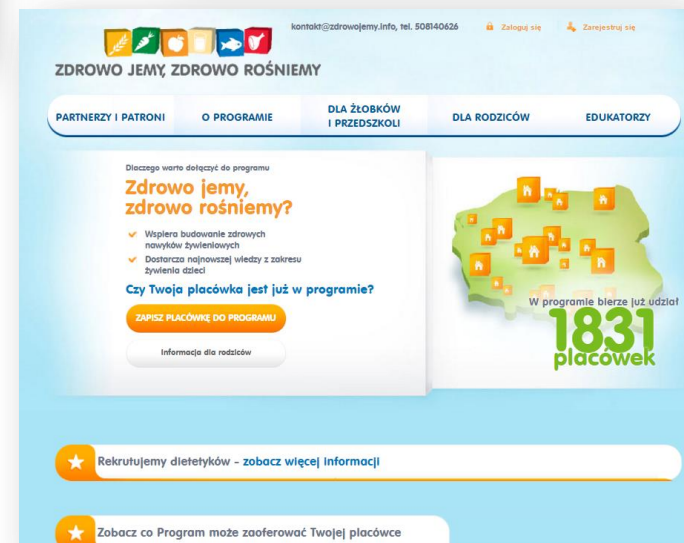 kontakt@zdrowojemy.info, tel. 508140626
Zaloguj się
Zarejestruj się
ZDROWO JEMY, ZDROWO ROŚNIEMY
PARTNERZY I PATRONI
O PROGRAMIE
DLA ŻŁOBKÓW
I PRZEDSZKOLI
DLA RODZICÓW
EDUKATORZY
Dlaczego warto dołączyć do programu
Zdrowo jemy,
zdrowo rośniemy?
Wspiera budowanie zdrowych
nawyków żywieniowych
Dostarcza najnowszej wiedzy z zakresu
żywienia dzieci
Czy Twoja placówka jest już w programie?
ZAPISZ PLACÓWKĘ DO PROGRAMU
Informacja dla rodziców
W programie bierze już udział
1831
placówek
Rekrutujemy dietetyków - zobacz więcej informacji
Zobacz co Program może zaoferować Twojej placówce